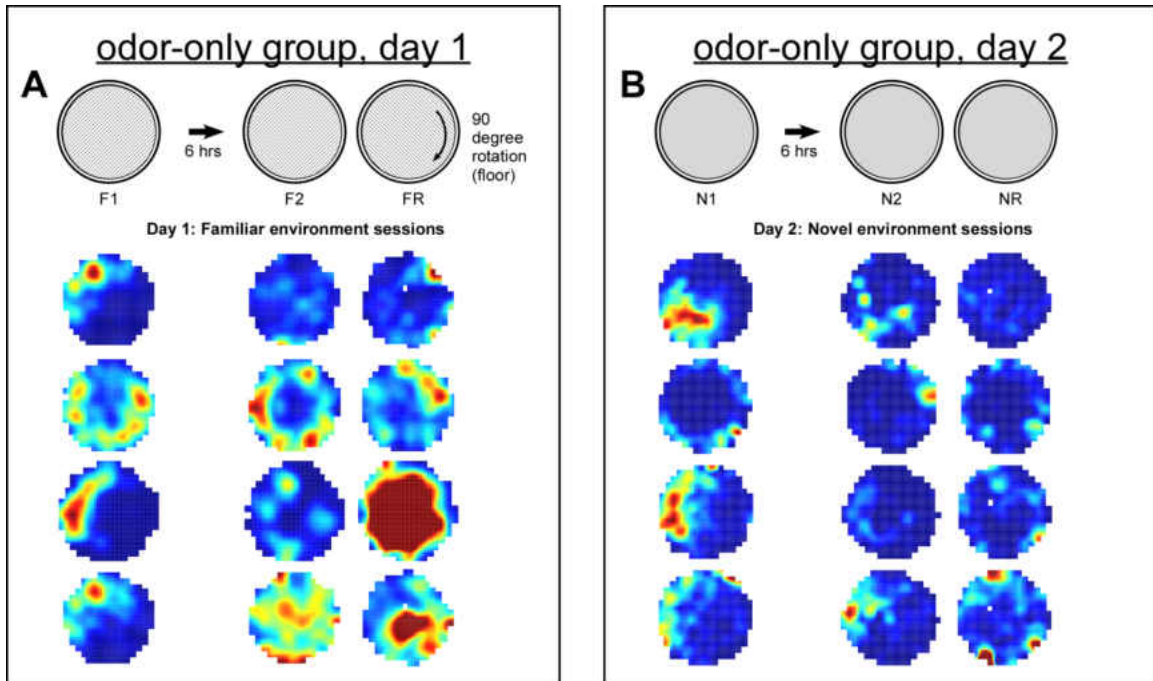 odor-only group, day 1
A
6 hrs
90
degree
rotation
(floor)
F1
F2
FR
Day 1: Familiar environment sessions
odor-only group, day 2
B
6 hrs
N1
N2
NR
Day 2: Novel environment sessions